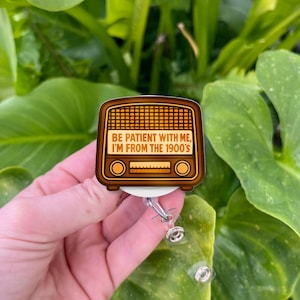 BE PATIENT WITH ME,
I'M FROM THE 1900'S